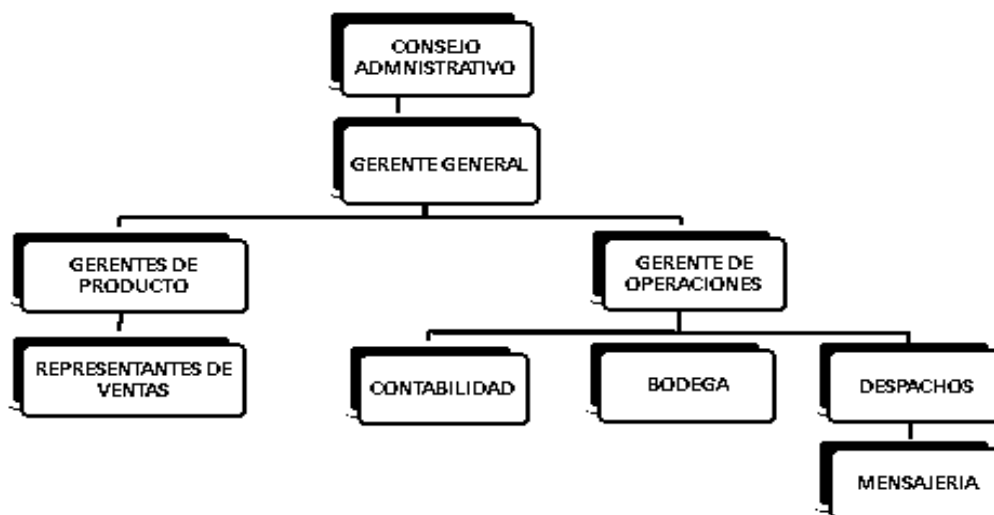 CONSEJO
ADMNISTRATIVO
GERENTE GENERAL
GERENTES DE
PRODUCTO
GERENTE DE
OPERACIONES
REPRESENTANTES DE
VENTAS
CONTABILIDAD
BODEGA
DESPACHOS
MENSAJERIA